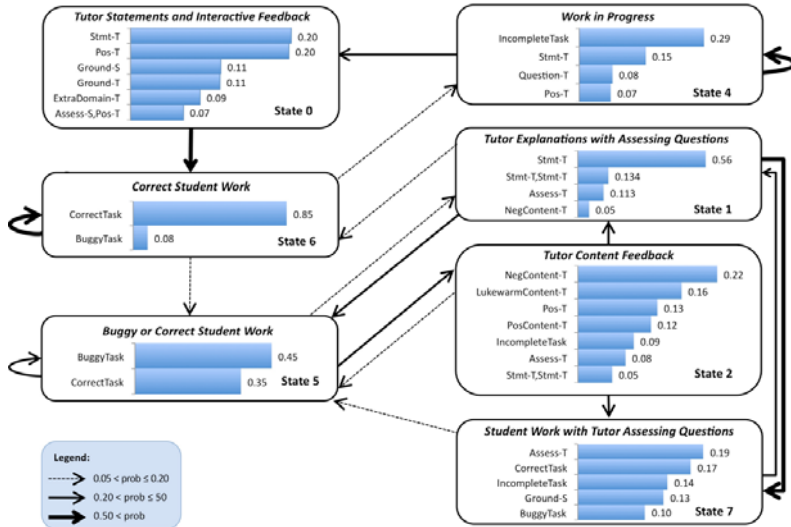 Tutor Statements and Interactive Feedback
Stmt-T 0.20
Pos-T 0.20
Ground-S 0.11
Ground-T 0.11
ExtraDomain-T 0.09
Assess-S,Pos-T 0.07
State 0
Work in Progress
IncompleteTask 0.29
Stmt-T 0.15
Question-T 0.08
Pos-T 0.07
State 4
Correct Student Work
CorrectTask 0.85
BuggyTask 0.08
State 6
Tutor Explanations with Assessing Questions
Stmt-T 0.56
Stmt-T,Stmt-T 0.134
Assess-T 0.113
NegContent-T 0.05
State 1
Buggy or Correct Student Work
BuggyTask 0.45
CorrectTask 0.35
State 5
Tutor Content Feedback
NegContent-T 0.22
LukewarmContent-T 0.16
Pos-T 0.13
PosContent-T 0.12
IncompleteTask 0.09
Assess-T 0.08
Stmt-T,Stmt-T 0.05
State 2
Student Work with Tutor Assessing Questions
Assess-T 0.19
CorrectTask 0.17
IncompleteTask 0.14
Ground-S 0.13
BuggyTask 0.10
State 7
Legend:
0.05 < prob ≤ 0.20
0.20 < prob ≤ 50
0.50 < prob